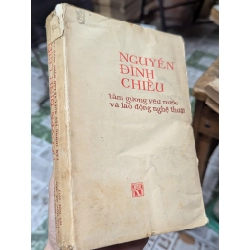 NGUYỄN
ĐÌNH
CHIỂU
tấm gương yêu nước
và lao động nghệ thuật